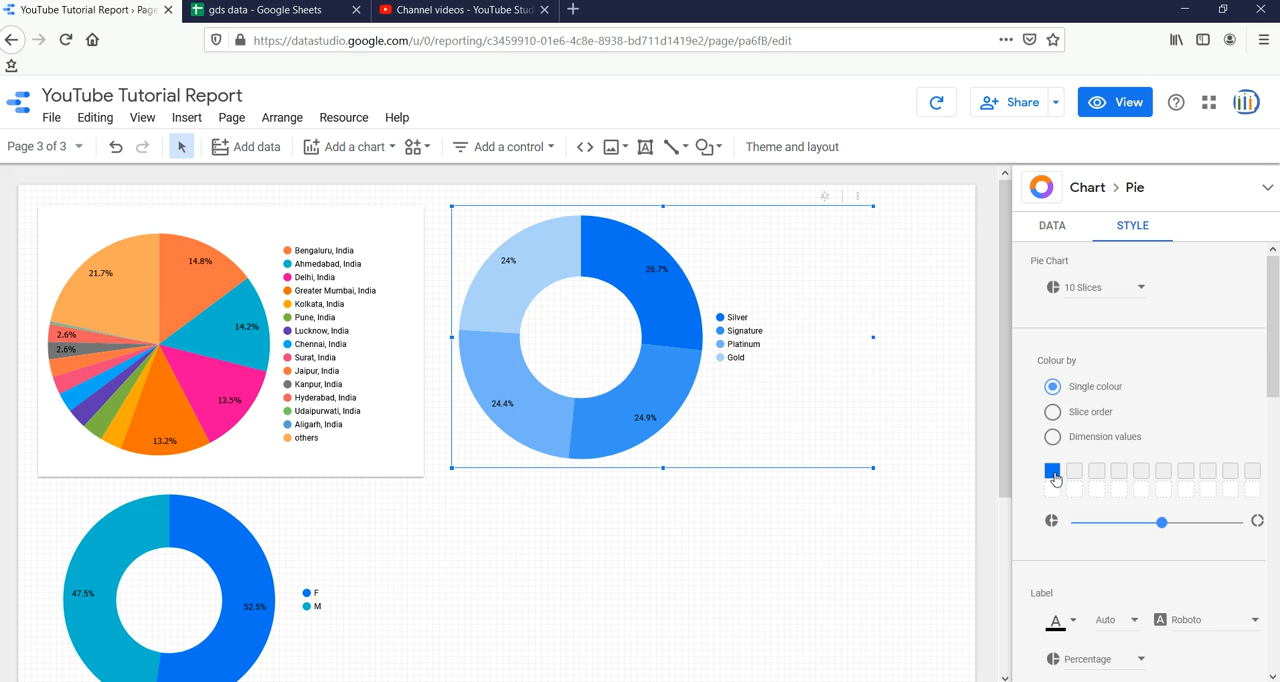 YouTube Tutorial Report › Page
gds data - Google Sheets
Channel videos - YouTube Stud
https://datastudio.google.com/u/0/reporting/c3459910-01e6-4c8e-8938-bd711d1419e2/page/pa6fB/edit
YouTube Tutorial Report
File Editing View Insert Page Arrange Resource Help
Share
View
Page 3 of 3
Add data
Add a chart
Add a control
Theme and layout
Chart > Pie
DATA STYLE
Pie Chart
10 Slices
Colour by
Single colour
Slice order
Dimension values
Label
A
Auto
A Roboto
Percentage
14.8%
14.2%
13.5%
13.2%
2.6%
2.6%
21.7%
Bengaluru, India
Ahmedabad, India
Delhi, India
Greater Mumbai, India
Kolkata, India
Pune, India
Lucknow, India
Chennai, India
Surat, India
Jaipur, India
Kanpur, India
Hyderabad, India
Udaipurwati, India
Aligarh, India
others
26.7%
24.9%
24.4%
24%
Silver
Signature
Platinum
Gold
47.5%
52.5%
F
M